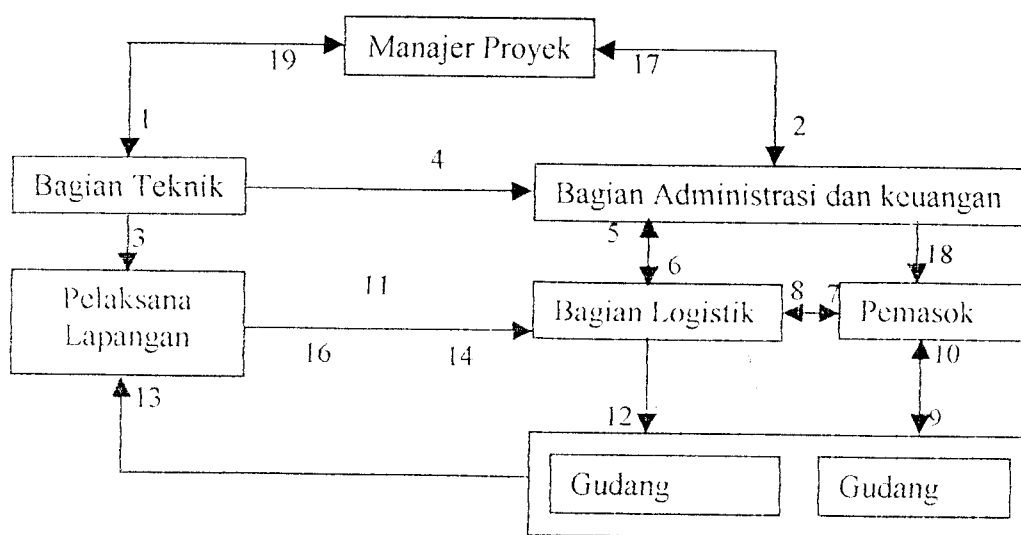 Manajer Proyek
19
17
1
2
Bagian Teknik
4
Bagian Administrasi dan keuangan
3
5
6
18
Pelaksana
Lapangan
11
Bagian Logistik
8
7
Pemasok
16
14
10
13
12
9
Gudang
Gudang